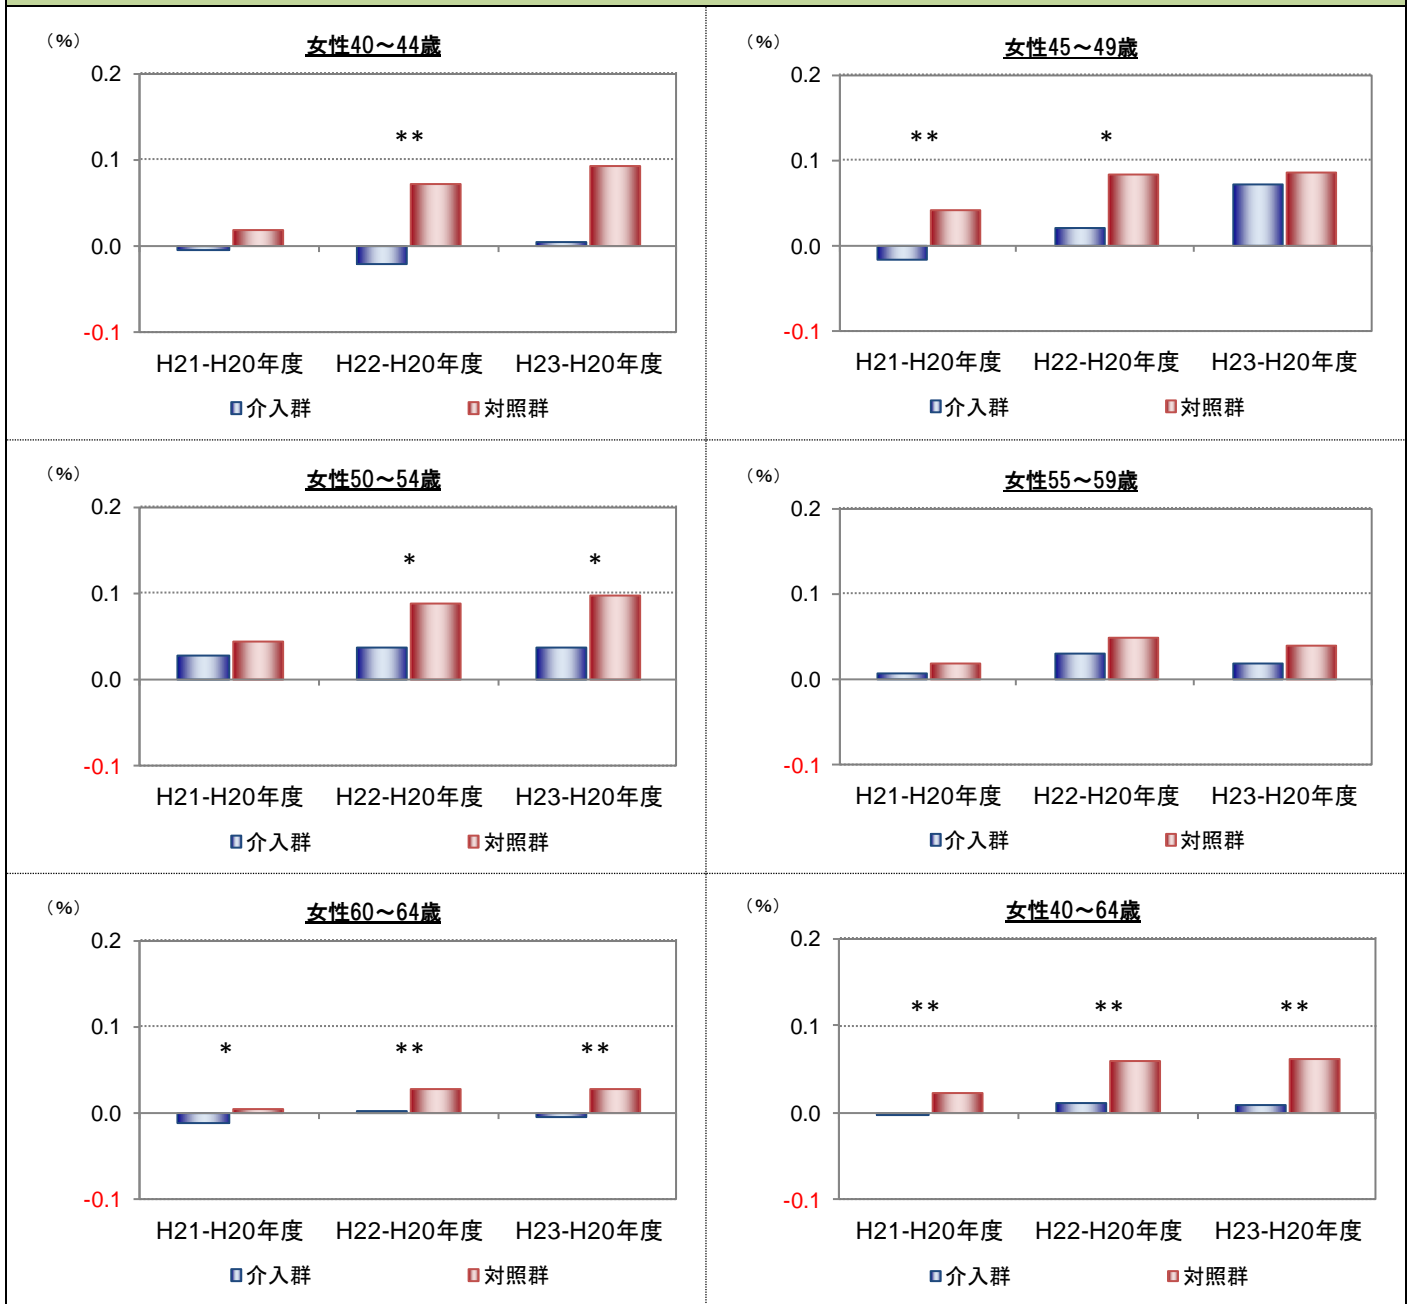 （%）
女性40～44歳
0.2
**
0.1
0.0
-0.1
H21-H20年度 H22-H20年度 H23-H20年度
介入群 対照群
（%）
女性45～49歳
0.2
** *
0.1
0.0
-0.1
H21-H20年度 H22-H20年度 H23-H20年度
介入群 対照群
（%）
女性50～54歳
0.2
* *
0.1
0.0
-0.1
H21-H20年度 H22-H20年度 H23-H20年度
介入群 対照群
（%）
女性55～59歳
0.2
0.1
0.0
-0.1
H21-H20年度 H22-H20年度 H23-H20年度
介入群 対照群
（%）
女性60～64歳
0.2
0.1
* ** **
0.0
-0.1
H21-H20年度 H22-H20年度 H23-H20年度
介入群 対照群
（%）
女性40～64歳
0.2
** ** **
0.1
0.0
-0.1
H21-H20年度 H22-H20年度 H23-H20年度
介入群 対照群